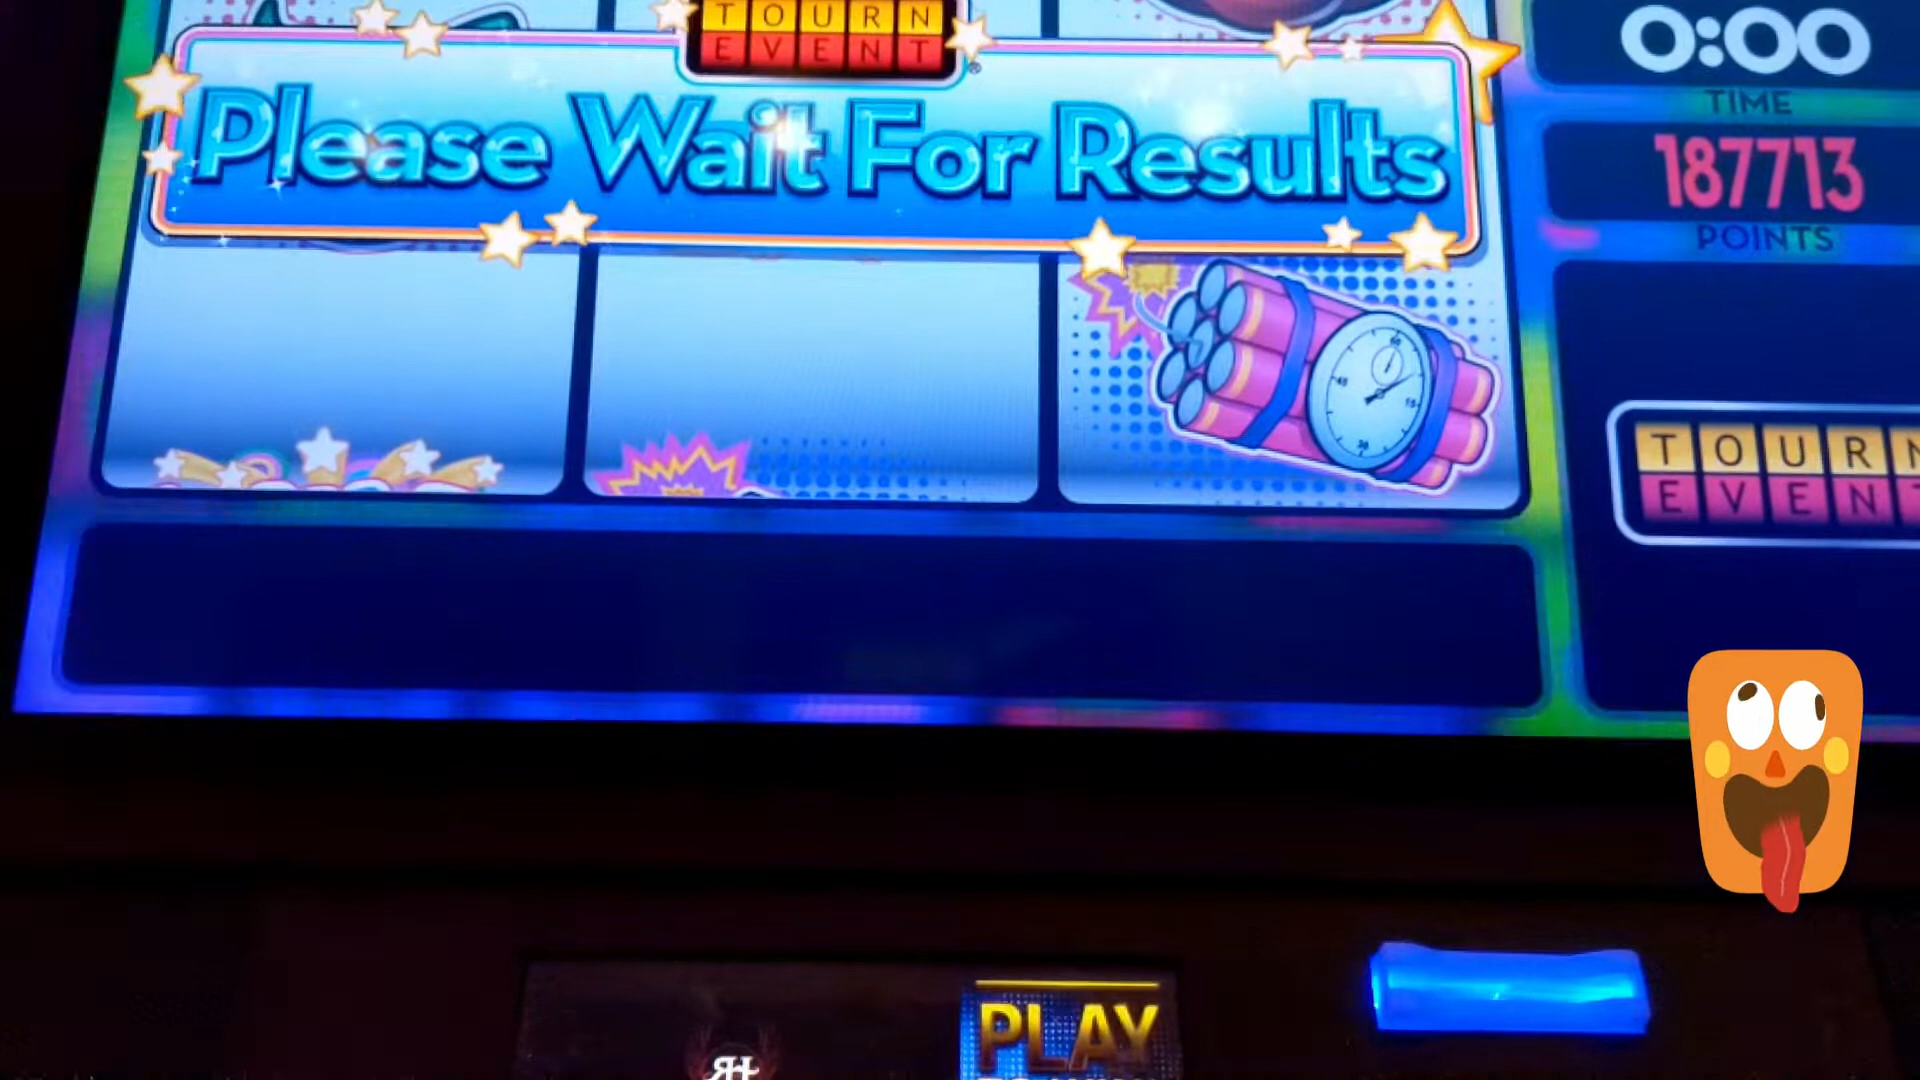 TOURN
EVENT®
Please Wait For Results
0:00
TIME
187713
POINTS
TOURN
EVENT
PLAY